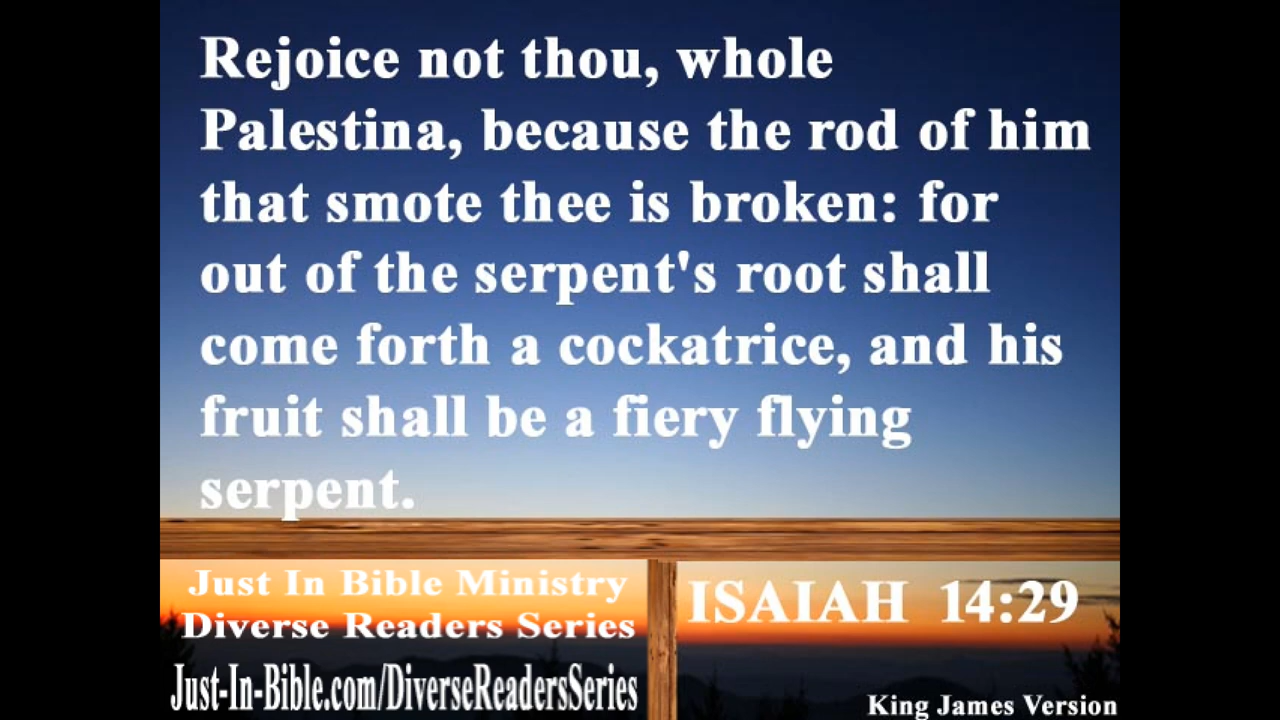 Rejoice not thou, whole
Palestina, because the rod of him
that smote thee is broken: for
out of the serpent's root shall
come forth a cockatrice, and his
fruit shall be a fiery flying
serpent.
Just In Bible Ministry
Diverse Readers Series
Just-In-Bible.com/DiverseReadersSeries
ISAIAH 14:29
King James Version